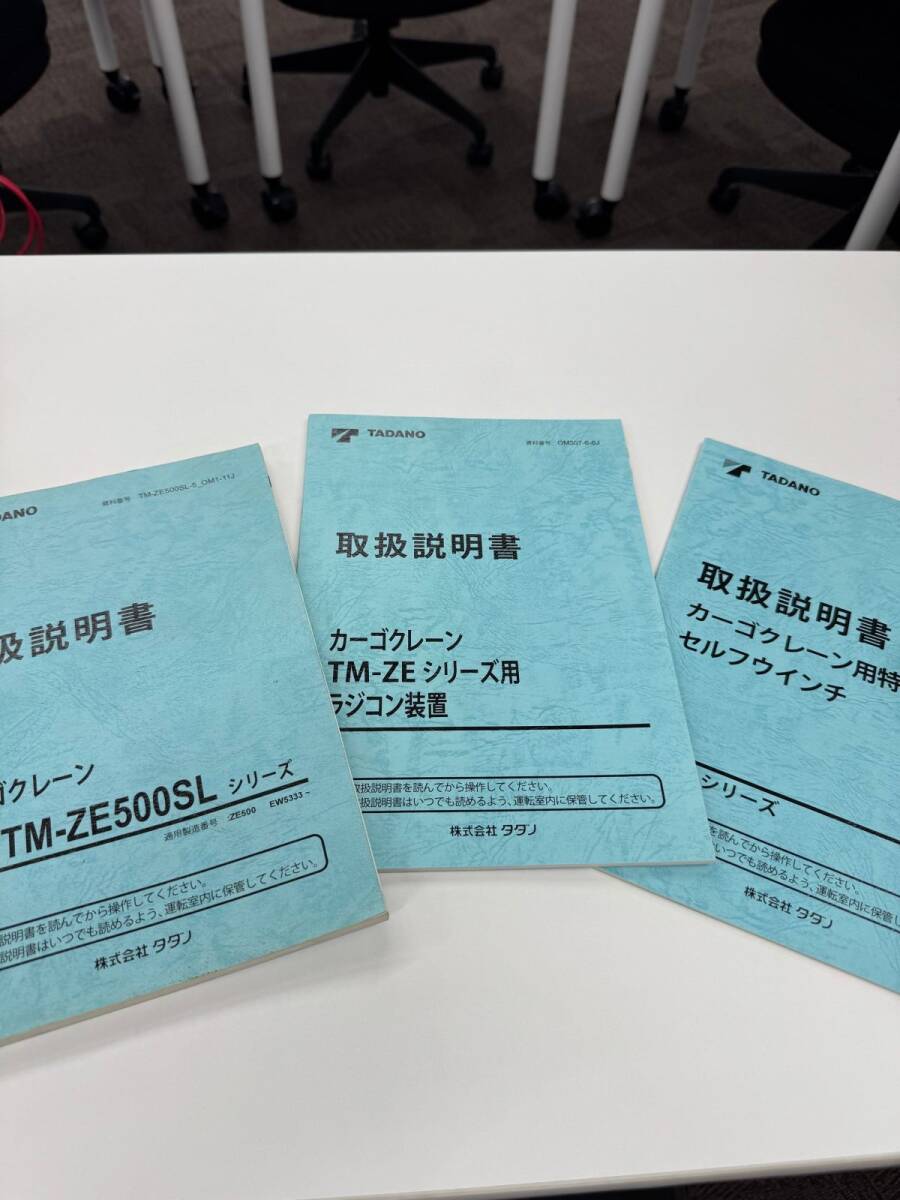 DANO
資料番号 TM-ZE500SL-5_OM1-11J
扱説明書
ゴクレーン
TM-ZE500SL シリーズ
適用製造番号 :ZE500 EW5333～
説明書を読んでから操作してください。
説明書はいつでも読めるよう、運転室内に保管してください。
株式会社 タダノ
TADANO
資料番号 OM507-6-6J
取扱説明書
カーゴクレーン
TM-ZE シリーズ用
ラジコン装置
取扱説明書を読んでから操作してください。
扱説明書はいつでも読めるよう、運転室内に保管してください。
株式会社 タダノ
TADANO
取扱説明書
カーゴクレーン用特
セルフウインチ
シリーズ
を読んでから操作してください。
いつでも読めるよう、運転室内に保管し
株式会社 タダノ